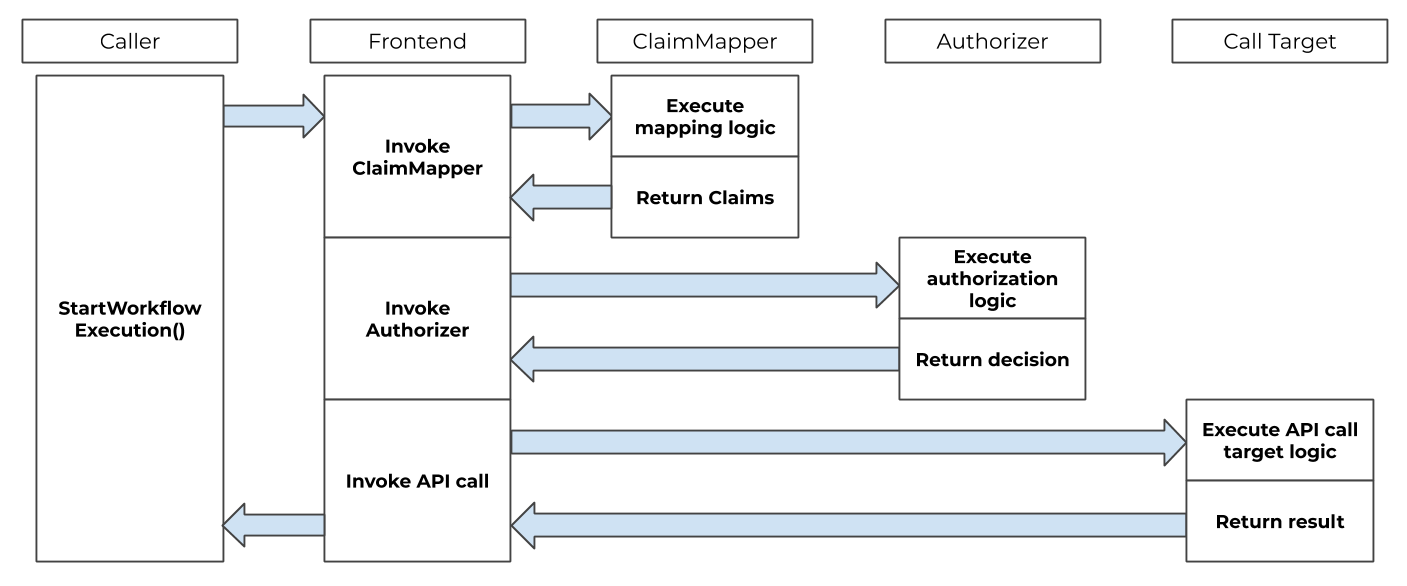 Caller
Frontend
ClaimMapper
Authorizer
Call Target
StartWorkflow
Execution()
Invoke
ClaimMapper
Execute
mapping logic
Return Claims
Invoke
Authorizer
Execute
authorization
logic
Return decision
Invoke API call
Execute API call
target logic
Return result